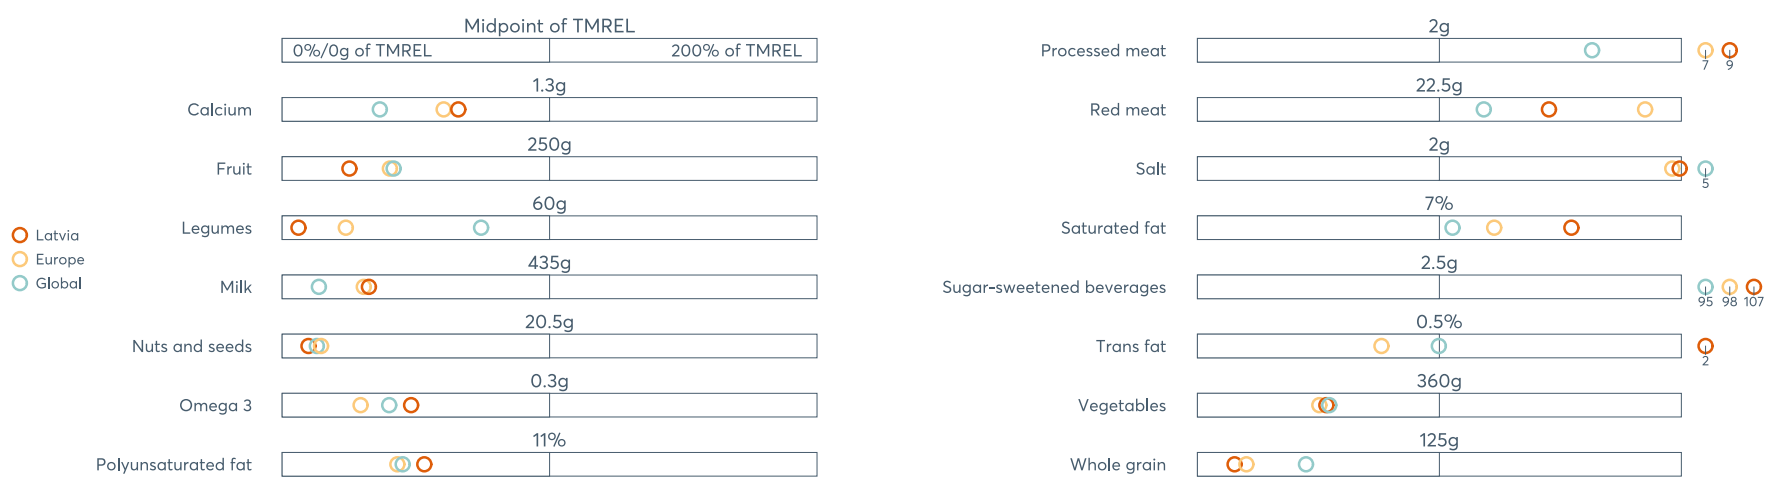 Midpoint of TMREL
0%/0g of TMREL
200% of TMREL
1.3g
Calcium
250g
Fruit
60g
Legumes
435g
Milk
20.5g
Nuts and seeds
0.3g
Omega 3
11%
Polyunsaturated fat
Latvia
Europe
Global
2g
Processed meat
7
9
22.5g
Red meat
2g
Salt
5
7%
Saturated fat
2.5g
Sugar-sweetened beverages
95
98
107
0.5%
Trans fat
2
360g
Vegetables
125g
Whole grain